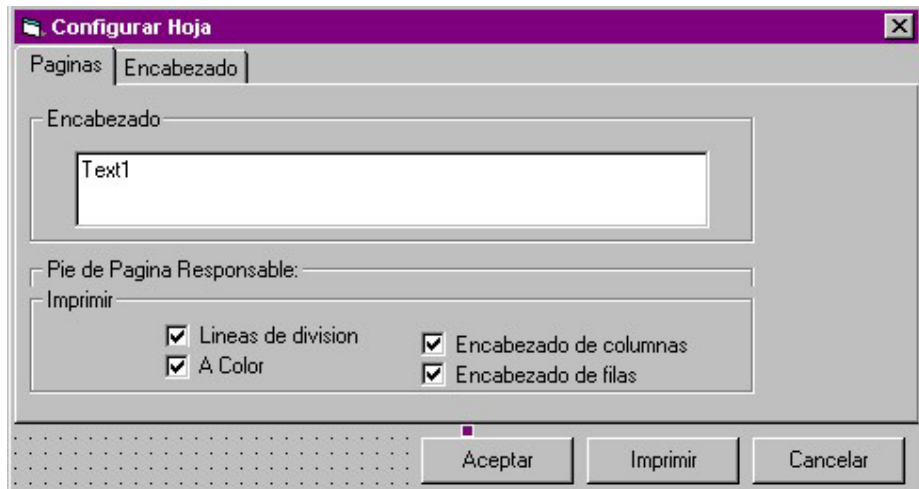 Configurar Hoja
Paginas Encabezado
Encabezado
Text1
Pie de Pagina Responsable:
Imprimir
Lineas de division
Encabezado de columnas
A Color
Encabezado de filas
Aceptar Imprimir Cancelar